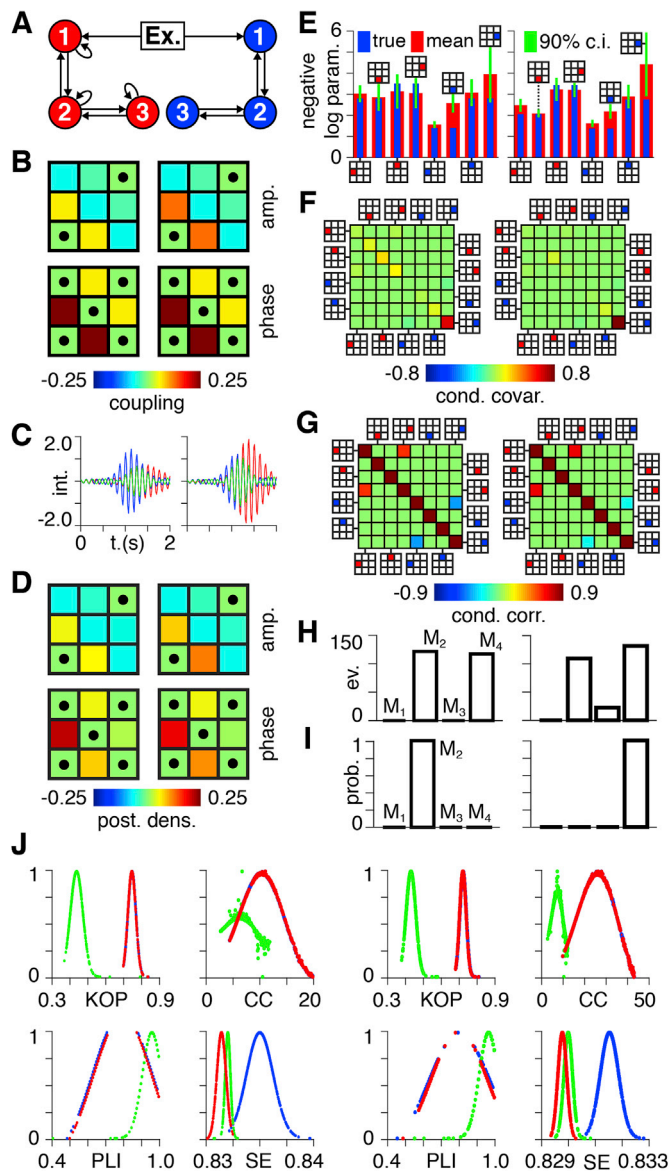 A
1
Ex.
1
2
3
3
2
B
amp.
phase
-0.25
0.25
coupling
C
2.0
int.
-2.0
0
t.(s)
2
D
amp.
phase
-0.25
0.25
post. dens.
E
negative
log param.
6
0
true
mean
90% c.i.
F
-0.8
0.8
cond. covar.
G
-0.9
0.9
cond. corr.
H
150
ev.
0
M1
M2
M3
M4
I
1
prob.
0
M1
M2
M3
M4
J
1
0
0.3
KOP
0.9
0
CC
20
1
0
0.3
KOP
0.9
0
CC
50
1
0
0.4
PLI
1.0
0.83
SE
0.84
1
0
0.4
PLI
1.0
0.829
SE
0.832